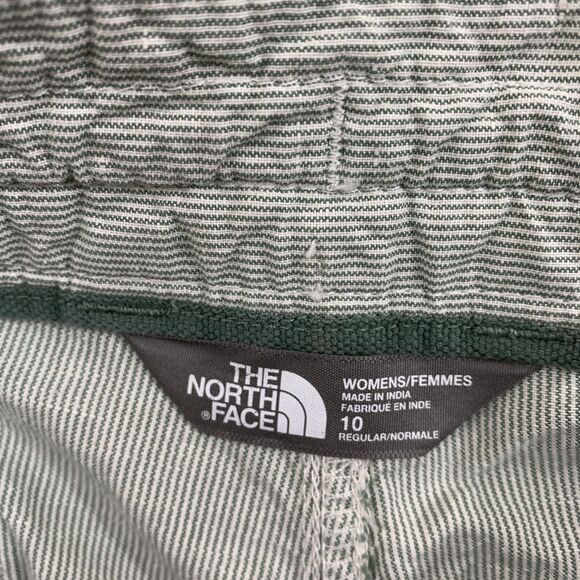 THE
NORTH
®FACE
WOMENS/FEMMES
MADE IN INDIA
FABRIQUÉ EN INDE
10
REGULAR/NORMALE